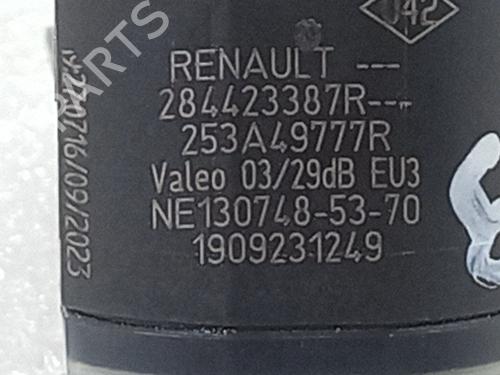 042
RENAULT ---
284423387R---
253A49777R
Valeo 03/29dB EU3
NE130748-53-70
1909231249
16/09/2023
PARTS